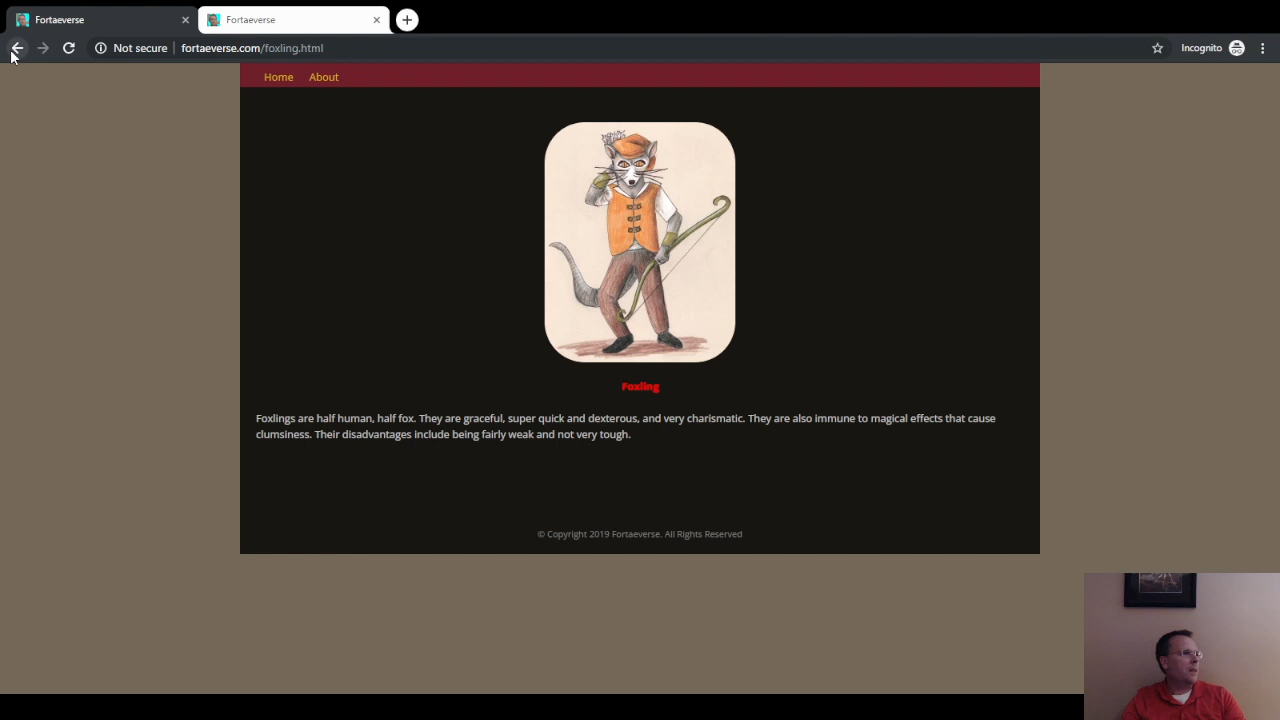 Fortaeverse
Fortaeverse
Not secure
fortaeverse.com/foxling.html
Incognito
Home
About
Foxling
Foxlings are half human, half fox. They are graceful, super quick and dexterous, and very charismatic. They are also immune to magical effects that cause
clumsiness. Their disadvantages include being fairly weak and not very tough.
© Copyright 2019 Fortaeverse. All Rights Reserved